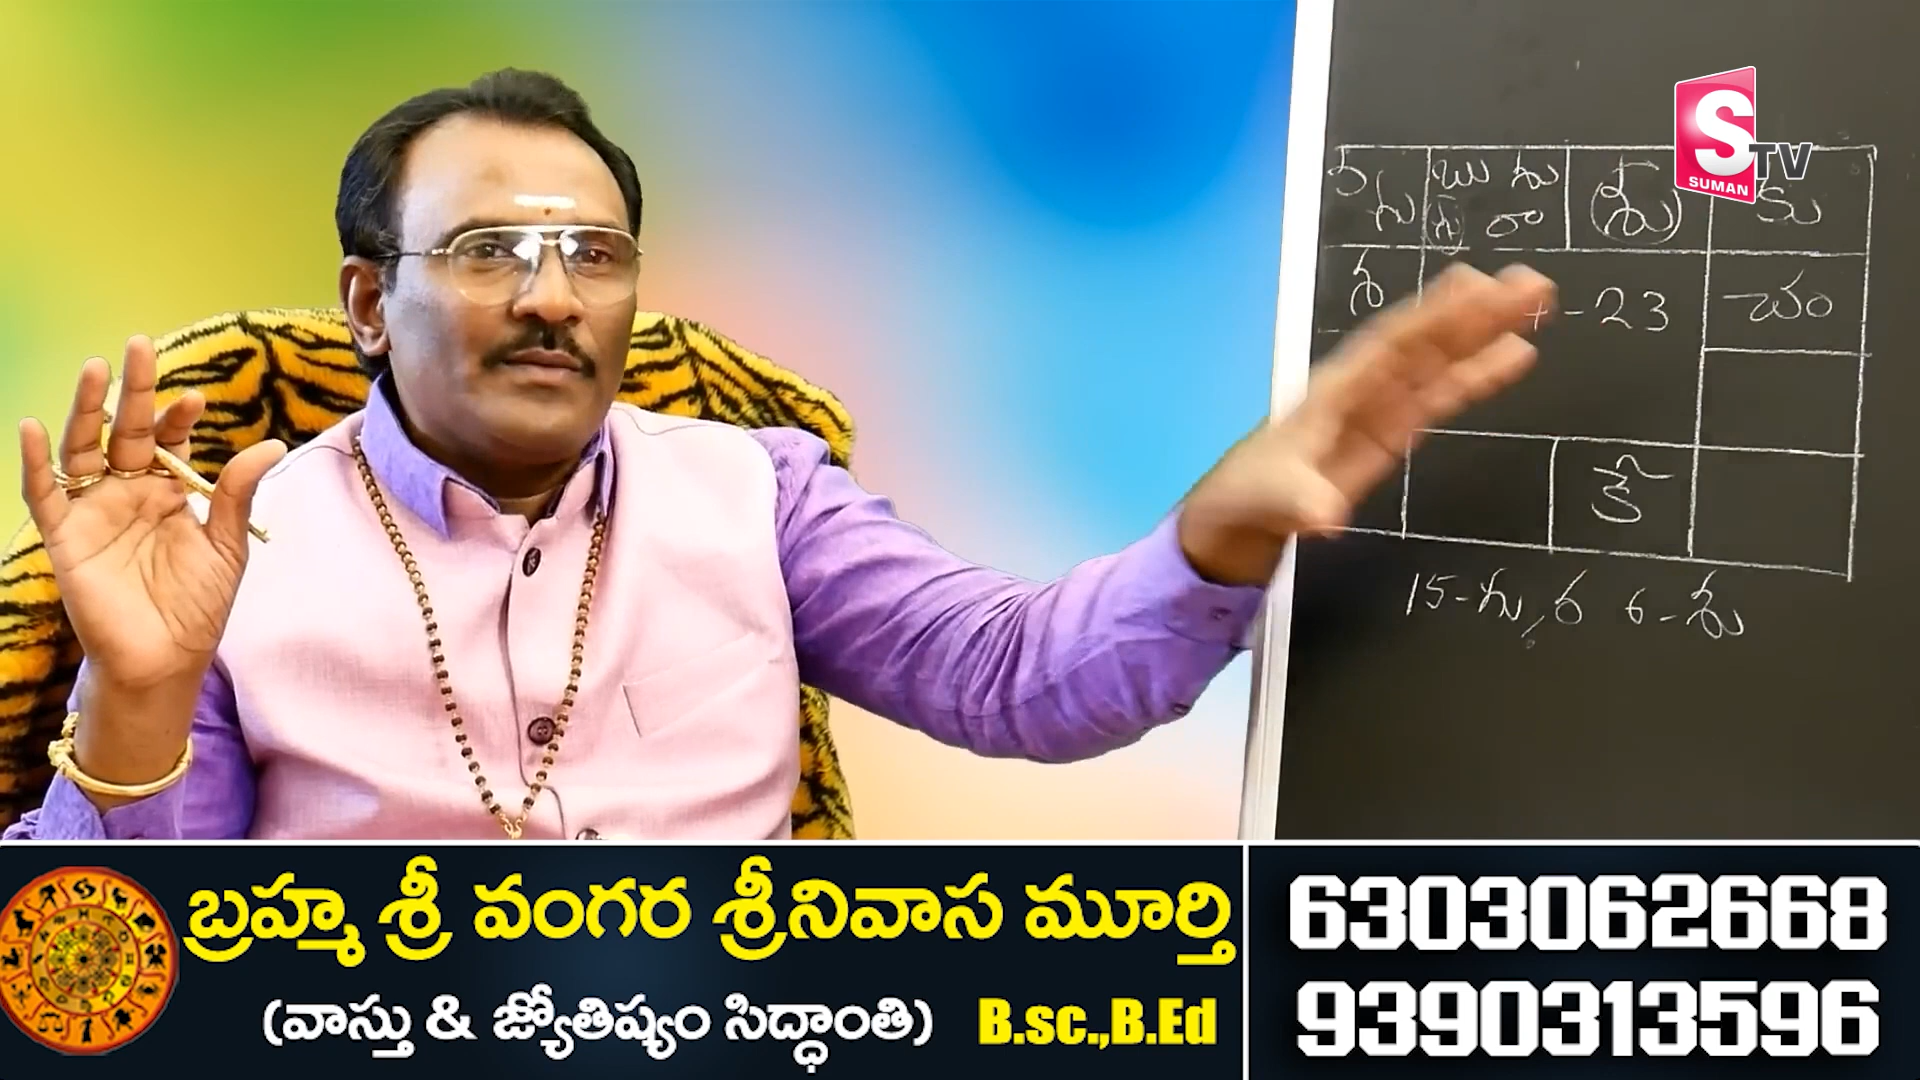 S TV
SUMAN
బు గు
శు
కు
గు
రా
శ
- 23
చం
కే
15-గు, ర 6-శు
బ్రహ్మ శ్రీ వంగర శ్రీనివాస మూర్తి
6303062668
(వాస్తు & జ్యోతిష్యం సిద్ధాంతి) B.sc.,B.Ed
9390313596